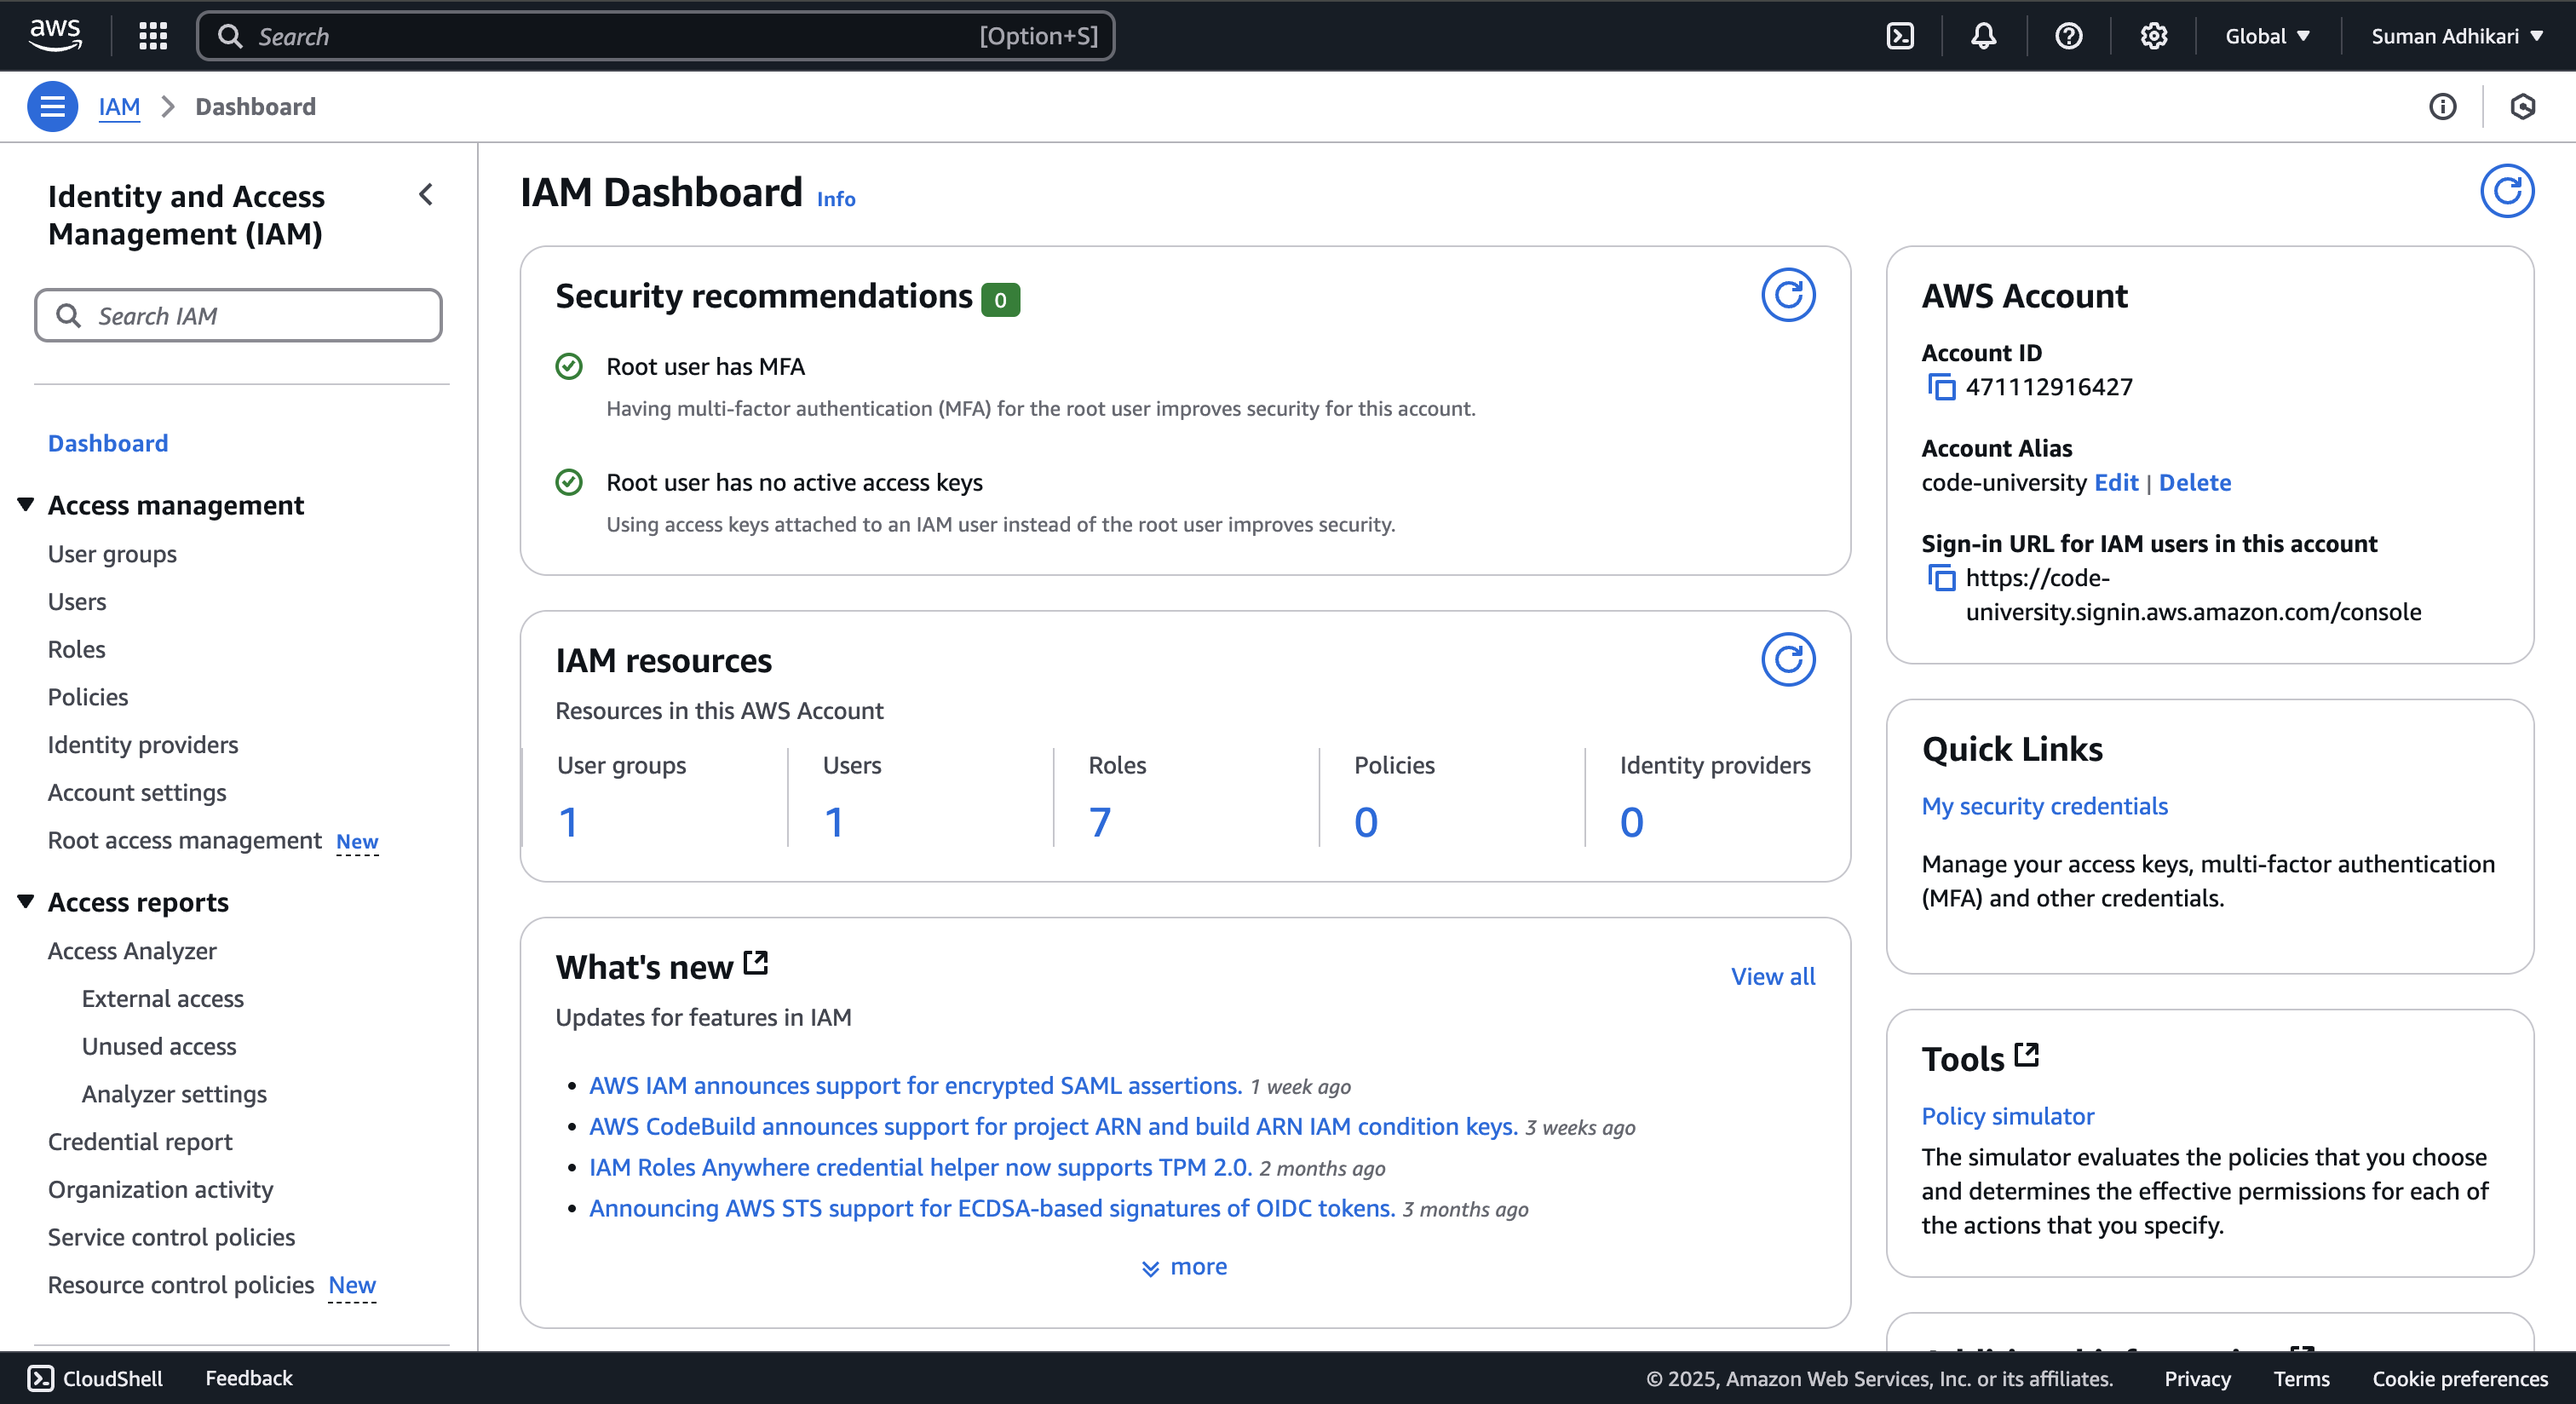 aws
Search
[Option+S]
Global
Suman Adhikari
IAM
Dashboard
Identity and Access
Management (IAM)
Search IAM
Dashboard
Access management
User groups
Users
Roles
Policies
Identity providers
Account settings
Root access management New
Access reports
Access Analyzer
External access
Unused access
Analyzer settings
Credential report
Organization activity
Service control policies
Resource control policies New
IAM Dashboard Info
Security recommendations 0
Root user has MFA
Having multi-factor authentication (MFA) for the root user improves security for this account.
Root user has no active access keys
Using access keys attached to an IAM user instead of the root user improves security.
IAM resources
Resources in this AWS Account
User groups
1
Users
1
Roles
7
Policies
0
Identity providers
0
What's new
View all
Updates for features in IAM
• AWS IAM announces support for encrypted SAML assertions. 1 week ago
• AWS CodeBuild announces support for project ARN and build ARN IAM condition keys. 3 weeks ago
• IAM Roles Anywhere credential helper now supports TPM 2.0. 2 months ago
• Announcing AWS STS support for ECDSA-based signatures of OIDC tokens. 3 months ago
more
AWS Account
Account ID
471112916427
Account Alias
code-university Edit | Delete
Sign-in URL for IAM users in this account
https://code-
university.signin.aws.amazon.com/console
Quick Links
My security credentials
Manage your access keys, multi-factor authentication
(MFA) and other credentials.
Tools
Policy simulator
The simulator evaluates the policies that you choose
and determines the effective permissions for each of
the actions that you specify.
CloudShell
Feedback
© 2025, Amazon Web Services, Inc. or its affiliates.
Privacy
Terms
Cookie preferences